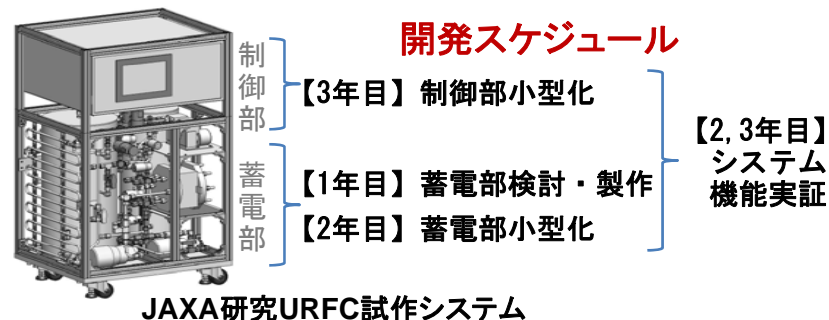 開発スケジュール
制御部
【3年目】制御部小型化
蓄電部
【1年目】蓄電部検討・製作
【2年目】蓄電部小型化
【2,3年目】
システム
機能実証
JAXA研究URFC試作システム